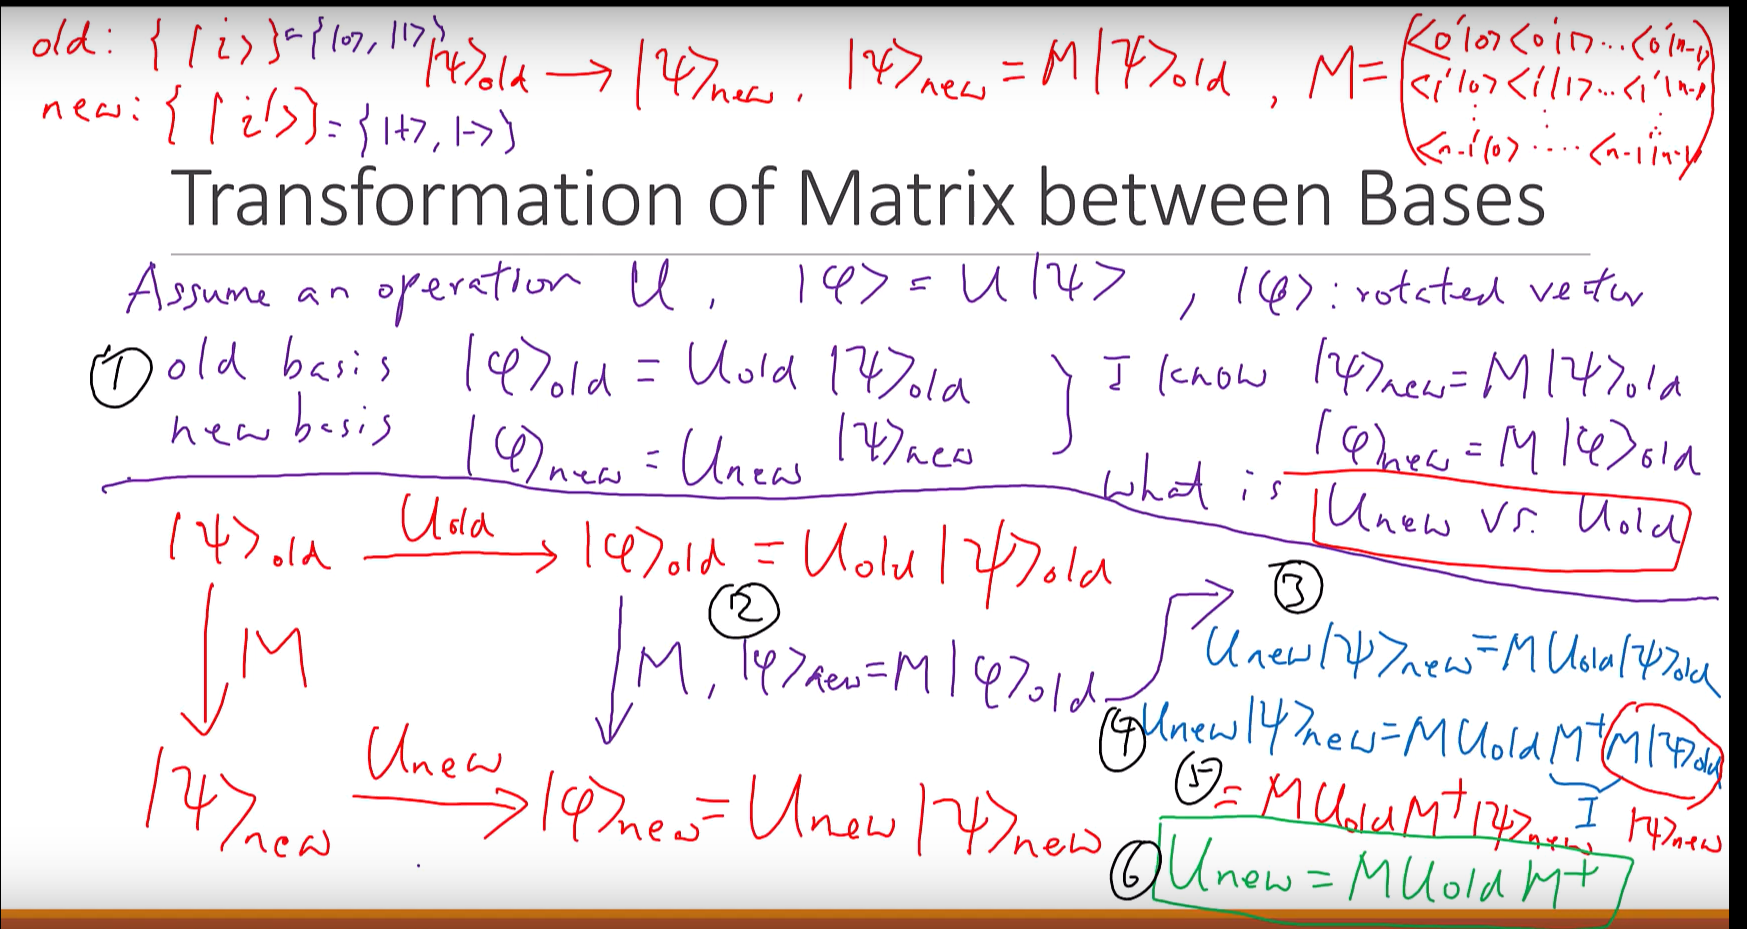 old: { |i> } = { |0>, |1> } |ψ>old → |ψ>new , |ψ>new = M |ψ>old , M =
new: { |i'> } = { |+>, |-> }
<0'|0> <0'|1> ... <0'|n-1>
<1'|0> <1'|1> ... <1'|n-1>
⋮ ⋮ ⋮
<n-1'|0> .... <n-1'|n-1>
Transformation of Matrix between Bases
Assume an operation U , |φ> = U |ψ> , |φ> : rotated vector
① old basis |φ>old = Uold |ψ>old
new basis |φ>new = Unew |ψ>new
I know |ψ>new = M |ψ>old
|φ>new = M |φ>old
what is Unew vs. Uold
|ψ>old Uold → |φ>old = Uold |ψ>old
↓ M
↓ M , ② |φ>new = M |φ>old →
|ψ>new Unew → |φ>new = Unew |ψ>new
③
Unew |ψ>new = M Uold |ψ>old
④ Unew |ψ>new = M Uold M† M |ψ>old
I |ψ>new
⑤ = M Uold M† |ψ>new
⑥ Unew = M Uold M†